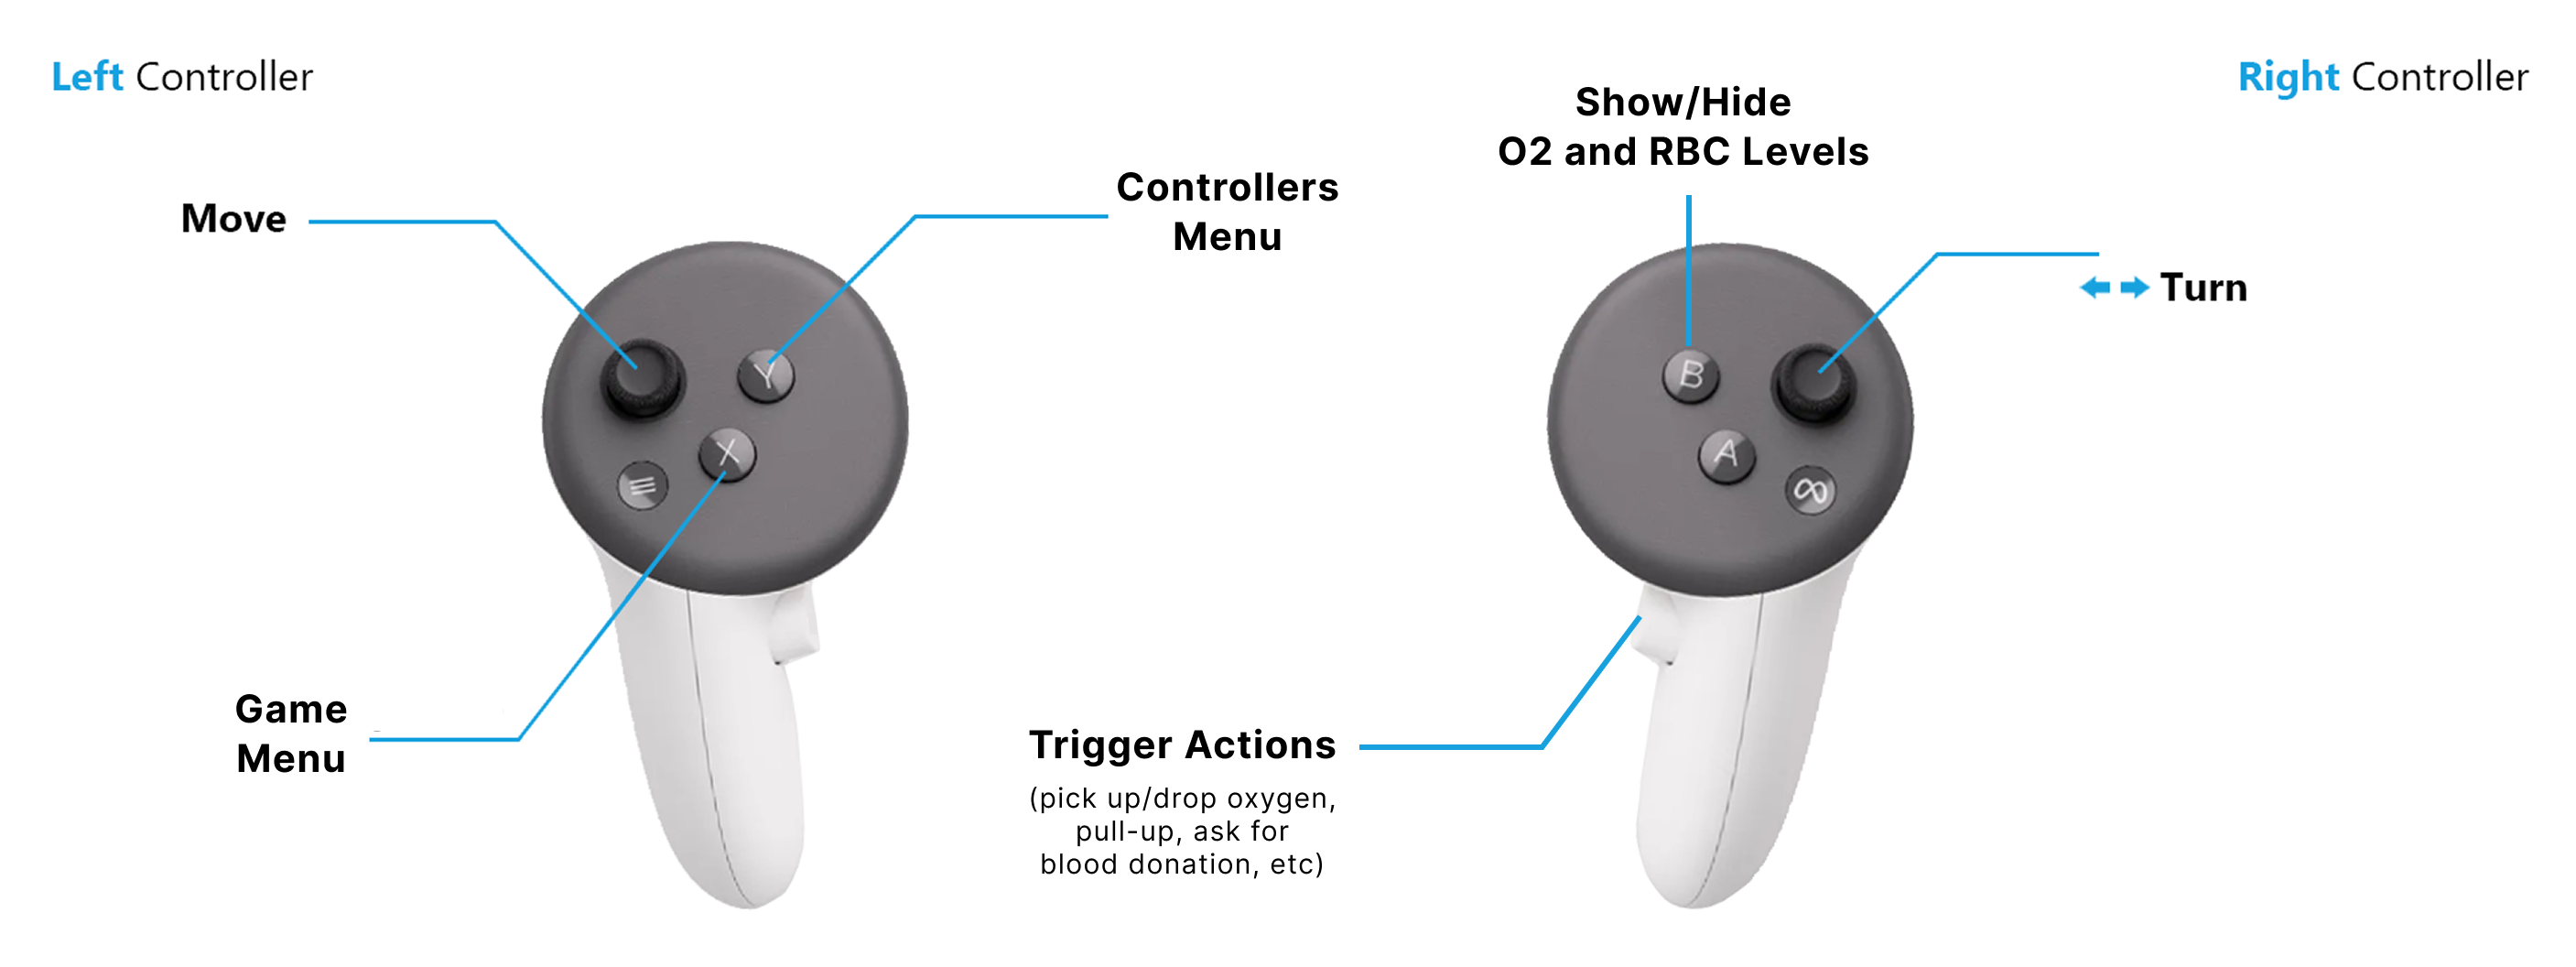 Left Controller
Right Controller
Show/Hide
O2 and RBC Levels
Controllers
Menu
Move
Turn
Y
B
X
A
Game
Menu
Trigger Actions
(pick up/drop oxygen,
pull-up, ask for
blood donation, etc)